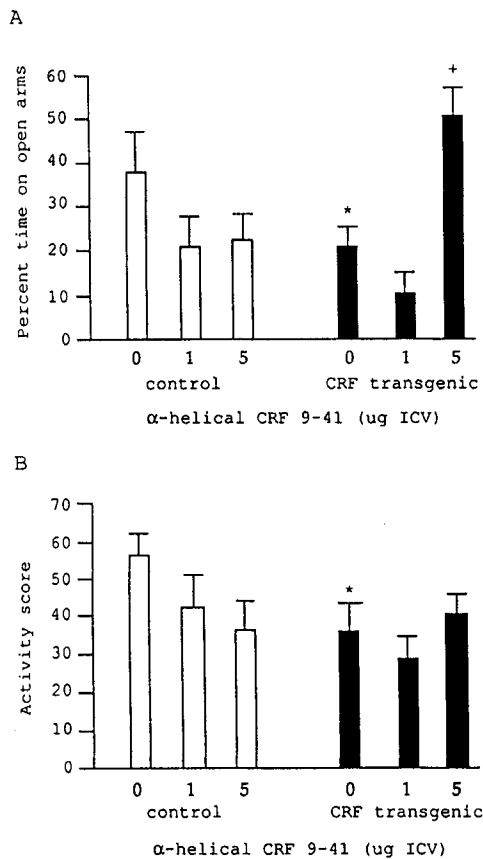 A
Percent time on open arms
60
+
50
40
30
*
20
10
0
0 1 5 0 1 5
control CRF transgenic
α-helical CRF 9-41 (ug ICV)
B
Activity score
70
60
50
*
40
30
20
10
0
0 1 5 0 1 5
control CRF transgenic
α-helical CRF 9-41 (ug ICV)